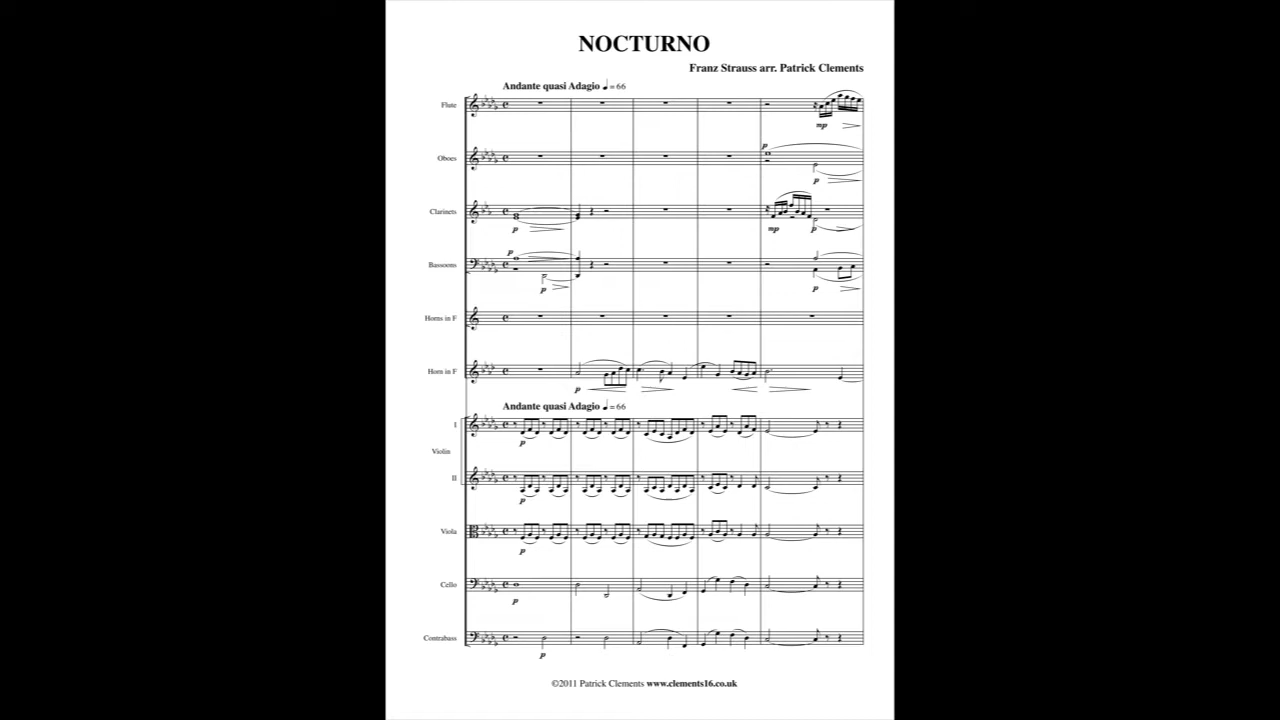 NOCTURNO
Franz Strauss arr. Patrick Clements
Andante quasi Adagio ♩ = 66
Flute
mp
Oboes
p
p
Clarinets
p
mp
p
Bassoons
p
p
p
Horns in F
Horn in F
p
Andante quasi Adagio ♩ = 66
I
p
Violin
II
p
Viola
p
Cello
p
Contrabass
p
©2011 Patrick Clements www.clements16.co.uk